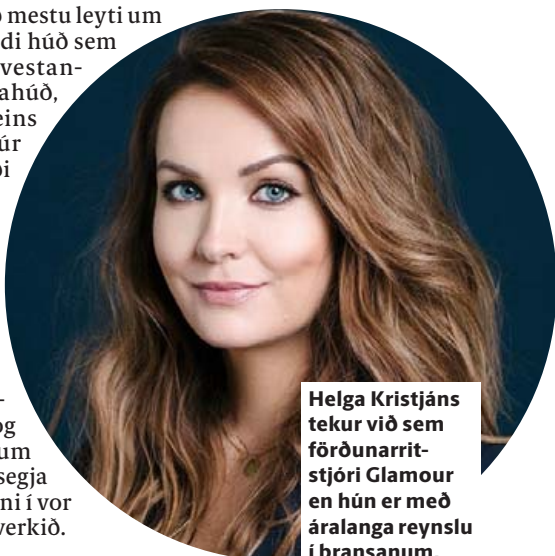 ð mestu leyti um
di húð sem
vestan-
ahúð,
eins
úr
-
og
um
segja
ni í vor
verkið.
Helga Kristjáns
tekur við sem
förðunarrit-
stjóri Glamour
en hún er með
áralanga reynslu
í bransanum.